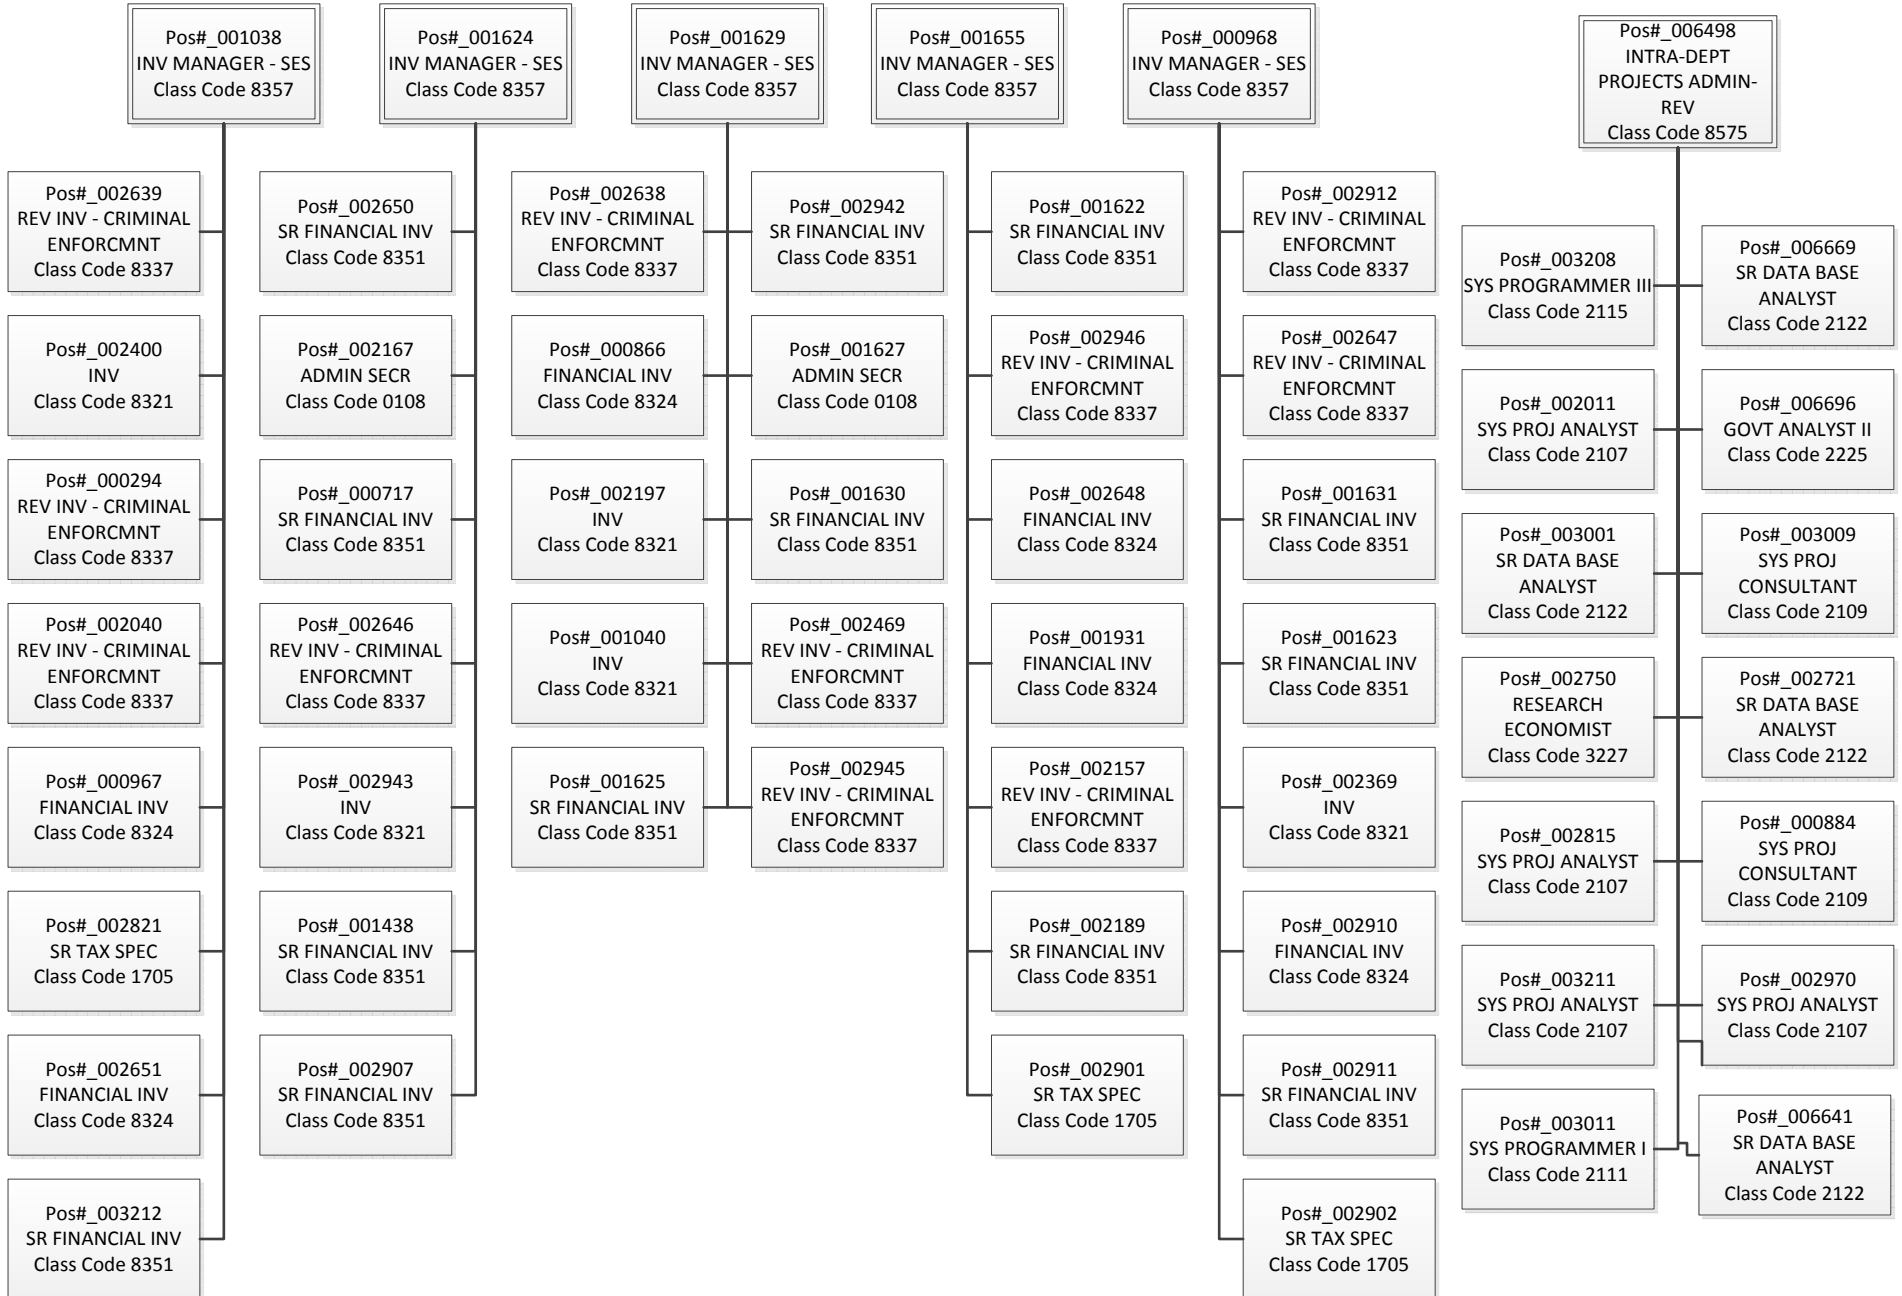 Pos#_001038
INV MANAGER - SES
Class Code 8357
Pos#_002639
REV INV - CRIMINAL
ENFORCMNT
Class Code 8337
Pos#_002400
INV
Class Code 8321
Pos#_000294
REV INV - CRIMINAL
ENFORCMNT
Class Code 8337
Pos#_002040
REV INV - CRIMINAL
ENFORCMNT
Class Code 8337
Pos#_000967
FINANCIAL INV
Class Code 8324
Pos#_002821
SR TAX SPEC
Class Code 1705
Pos#_002651
FINANCIAL INV
Class Code 8324
Pos#_003212
SR FINANCIAL INV
Class Code 8351
Pos#_001624
INV MANAGER - SES
Class Code 8357
Pos#_002650
SR FINANCIAL INV
Class Code 8351
Pos#_002167
ADMIN SECR
Class Code 0108
Pos#_000717
SR FINANCIAL INV
Class Code 8351
Pos#_002646
REV INV - CRIMINAL
ENFORCMNT
Class Code 8337
Pos#_002943
INV
Class Code 8321
Pos#_001438
SR FINANCIAL INV
Class Code 8351
Pos#_002907
SR FINANCIAL INV
Class Code 8351
Pos#_001629
INV MANAGER - SES
Class Code 8357
Pos#_002638
REV INV - CRIMINAL
ENFORCMNT
Class Code 8337
Pos#_002942
SR FINANCIAL INV
Class Code 8351
Pos#_000866
FINANCIAL INV
Class Code 8324
Pos#_001627
ADMIN SECR
Class Code 0108
Pos#_002197
INV
Class Code 8321
Pos#_001630
SR FINANCIAL INV
Class Code 8351
Pos#_001040
INV
Class Code 8321
Pos#_002469
REV INV - CRIMINAL
ENFORCMNT
Class Code 8337
Pos#_001625
SR FINANCIAL INV
Class Code 8351
Pos#_002945
REV INV - CRIMINAL
ENFORCMNT
Class Code 8337
Pos#_001655
INV MANAGER - SES
Class Code 8357
Pos#_001622
SR FINANCIAL INV
Class Code 8351
Pos#_002946
REV INV - CRIMINAL
ENFORCMNT
Class Code 8337
Pos#_002648
FINANCIAL INV
Class Code 8324
Pos#_001931
FINANCIAL INV
Class Code 8324
Pos#_002157
REV INV - CRIMINAL
ENFORCMNT
Class Code 8337
Pos#_002189
SR FINANCIAL INV
Class Code 8351
Pos#_002901
SR TAX SPEC
Class Code 1705
Pos#_000968
INV MANAGER - SES
Class Code 8357
Pos#_002912
REV INV - CRIMINAL
ENFORCMNT
Class Code 8337
Pos#_002647
REV INV - CRIMINAL
ENFORCMNT
Class Code 8337
Pos#_001631
SR FINANCIAL INV
Class Code 8351
Pos#_001623
SR FINANCIAL INV
Class Code 8351
Pos#_002369
INV
Class Code 8321
Pos#_002910
FINANCIAL INV
Class Code 8324
Pos#_002911
SR FINANCIAL INV
Class Code 8351
Pos#_002902
SR TAX SPEC
Class Code 1705
Pos#_006498
INTRA-DEPT
PROJECTS ADMIN-
REV
Class Code 8575
Pos#_003208
SYS PROGRAMMER III
Class Code 2115
Pos#_006669
SR DATA BASE
ANALYST
Class Code 2122
Pos#_002011
SYS PROJ ANALYST
Class Code 2107
Pos#_006696
GOVT ANALYST II
Class Code 2225
Pos#_003001
SR DATA BASE
ANALYST
Class Code 2122
Pos#_003009
SYS PROJ
CONSULTANT
Class Code 2109
Pos#_002750
RESEARCH
ECONOMIST
Class Code 3227
Pos#_002721
SR DATA BASE
ANALYST
Class Code 2122
Pos#_002815
SYS PROJ ANALYST
Class Code 2107
Pos#_000884
SYS PROJ
CONSULTANT
Class Code 2109
Pos#_003211
SYS PROJ ANALYST
Class Code 2107
Pos#_002970
SYS PROJ ANALYST
Class Code 2107
Pos#_003011
SYS PROGRAMMER I
Class Code 2111
Pos#_006641
SR DATA BASE
ANALYST
Class Code 2122